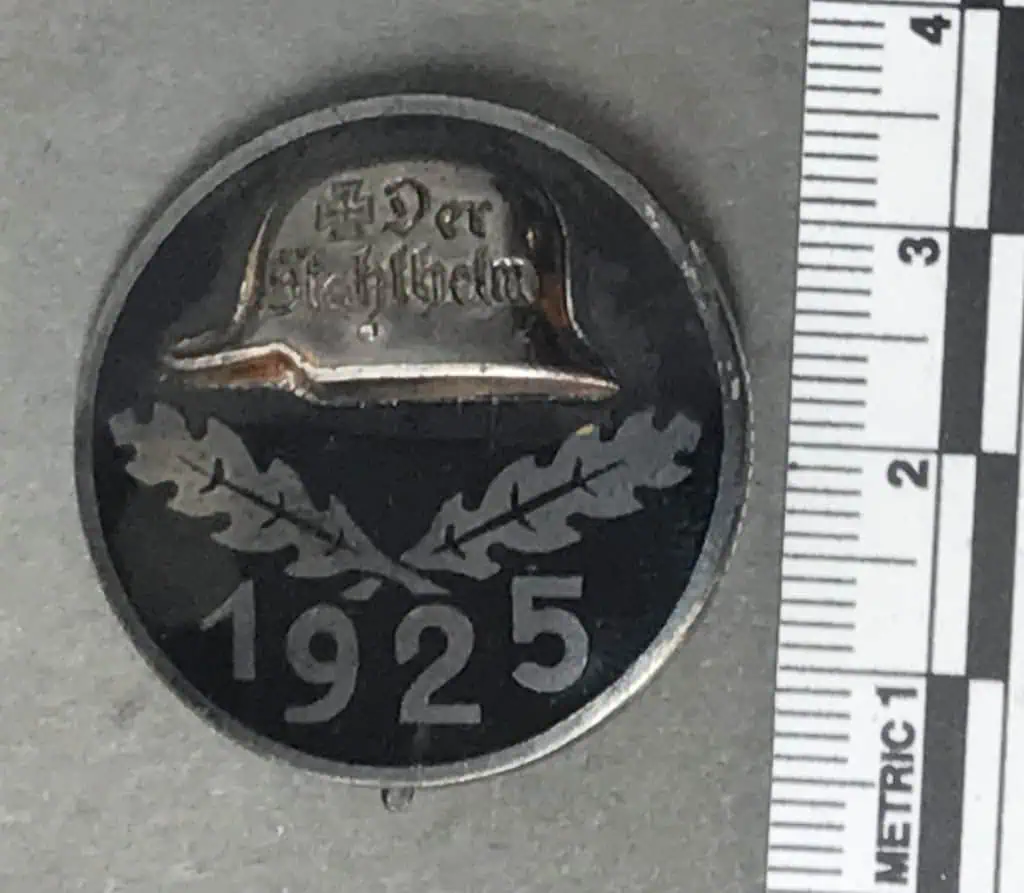 Der
Stahlhelm
1925
4
3
2
METRIC 1